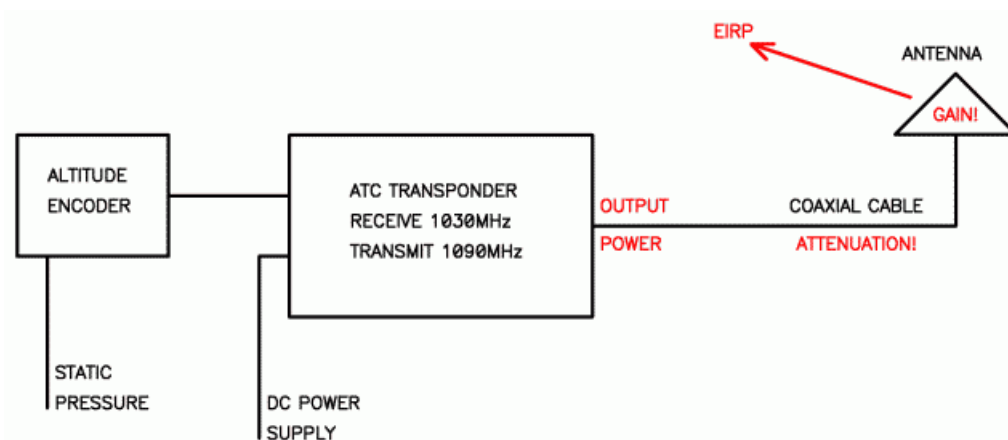 EIRP
ANTENNA
GAIN!
ALTITUDE
ENCODER
ATC TRANSPONDER
RECEIVE 1030MHz
TRANSMIT 1090MHz
OUTPUT
POWER
COAXIAL CABLE
ATTENUATION!
STATIC
PRESSURE
DC POWER
SUPPLY